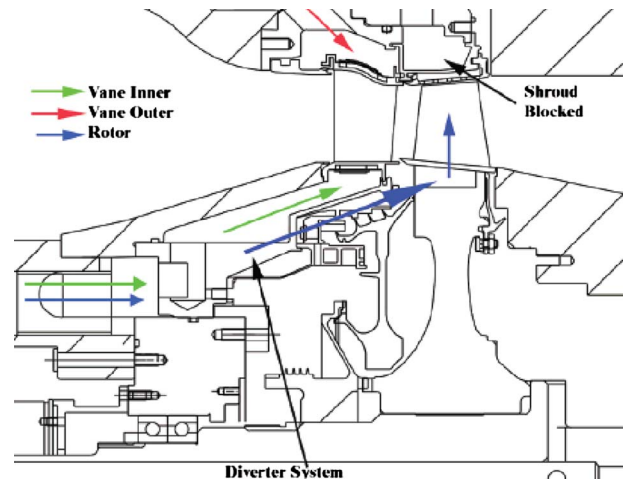 Vane Inner
Vane Outer
Rotor
Shroud
Blocked
Diverter System